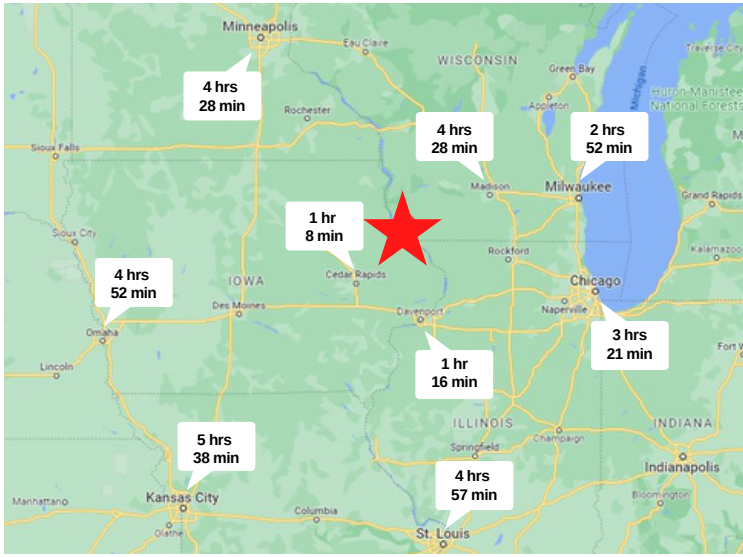 Minneapolis
Eau Claire
WISCONSIN
Traverse City
Green Bay
Michigan
4 hrs
28 min
Huron-Manistee
National Forests
Appleton
Rochester
4 hrs
28 min
2 hrs
52 min
Sioux Falls
Madison
Milwaukee
Grand Rapids
1 hr
8 min
Sioux City
Rockford
Kalamazoo
4 hrs
52 min
Cedar Rapids
IOWA
Chicago
Des Moines
Davenport
Naperville
Omaha
3 hrs
21 min
Fort W
Lincoln
1 hr
16 min
ILLINOIS
INDIANA
5 hrs
38 min
Champaign
Springfield
Indianapolis
4 hrs
57 min
Manhattan
Kansas City
Bloomington
Columbia
Olathe
St. Louis